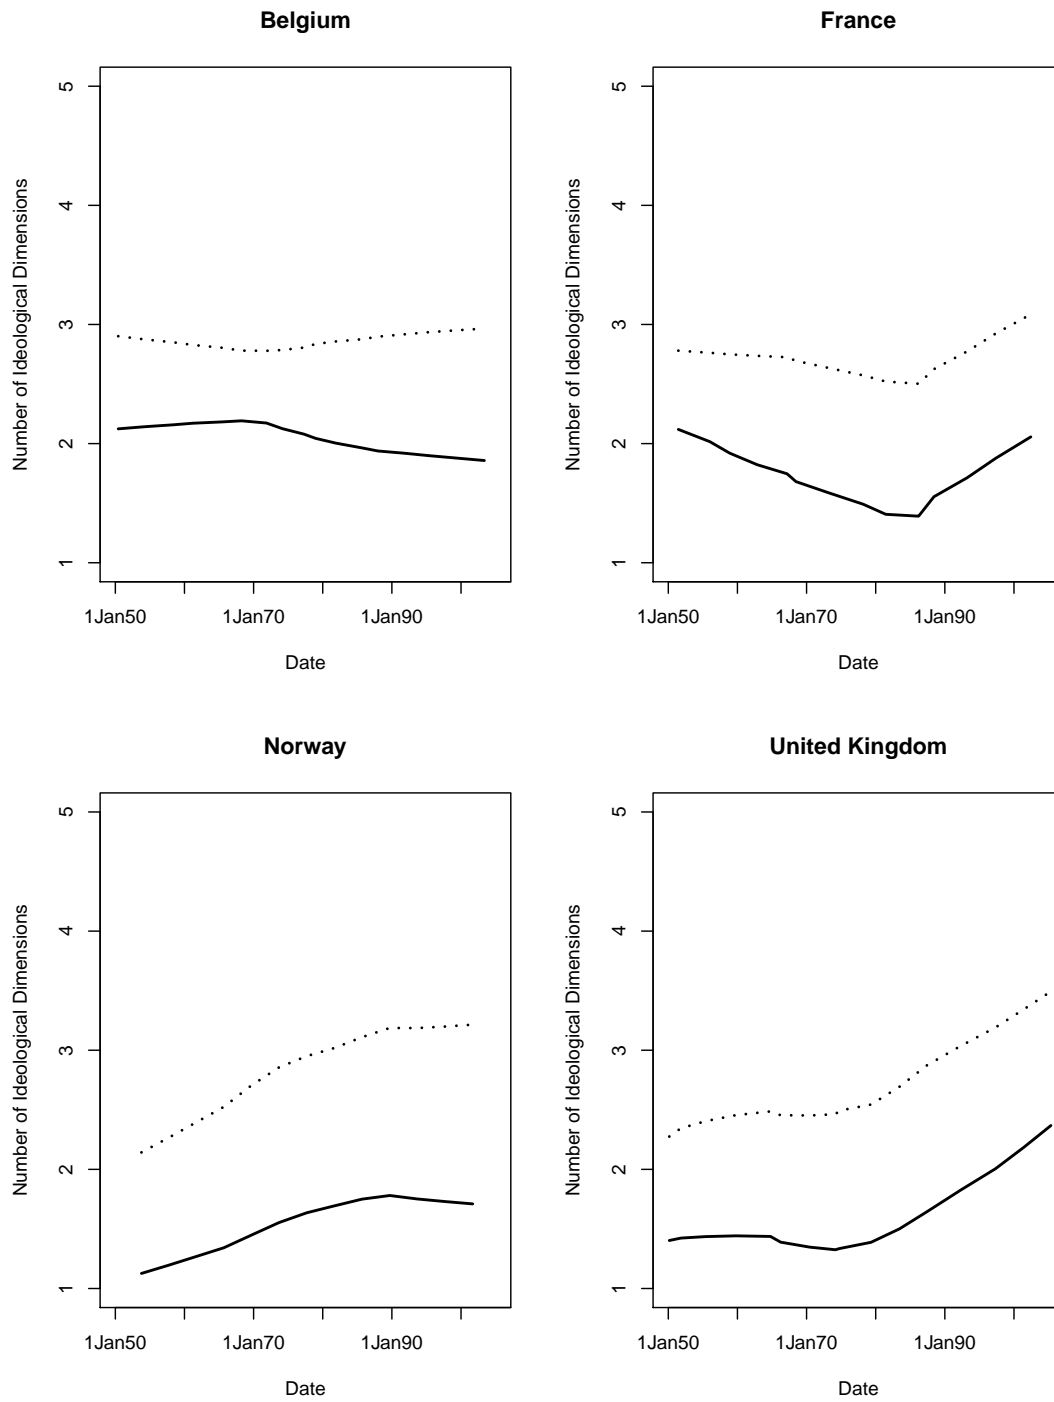 Belgium
Number of Ideological Dimensions
5
4
3
2
1
1Jan50 1Jan70 1Jan90
Date
France
Number of Ideological Dimensions
5
4
3
2
1
1Jan50 1Jan70 1Jan90
Date
Norway
Number of Ideological Dimensions
5
4
3
2
1
1Jan50 1Jan70 1Jan90
Date
United Kingdom
Number of Ideological Dimensions
5
4
3
2
1
1Jan50 1Jan70 1Jan90
Date